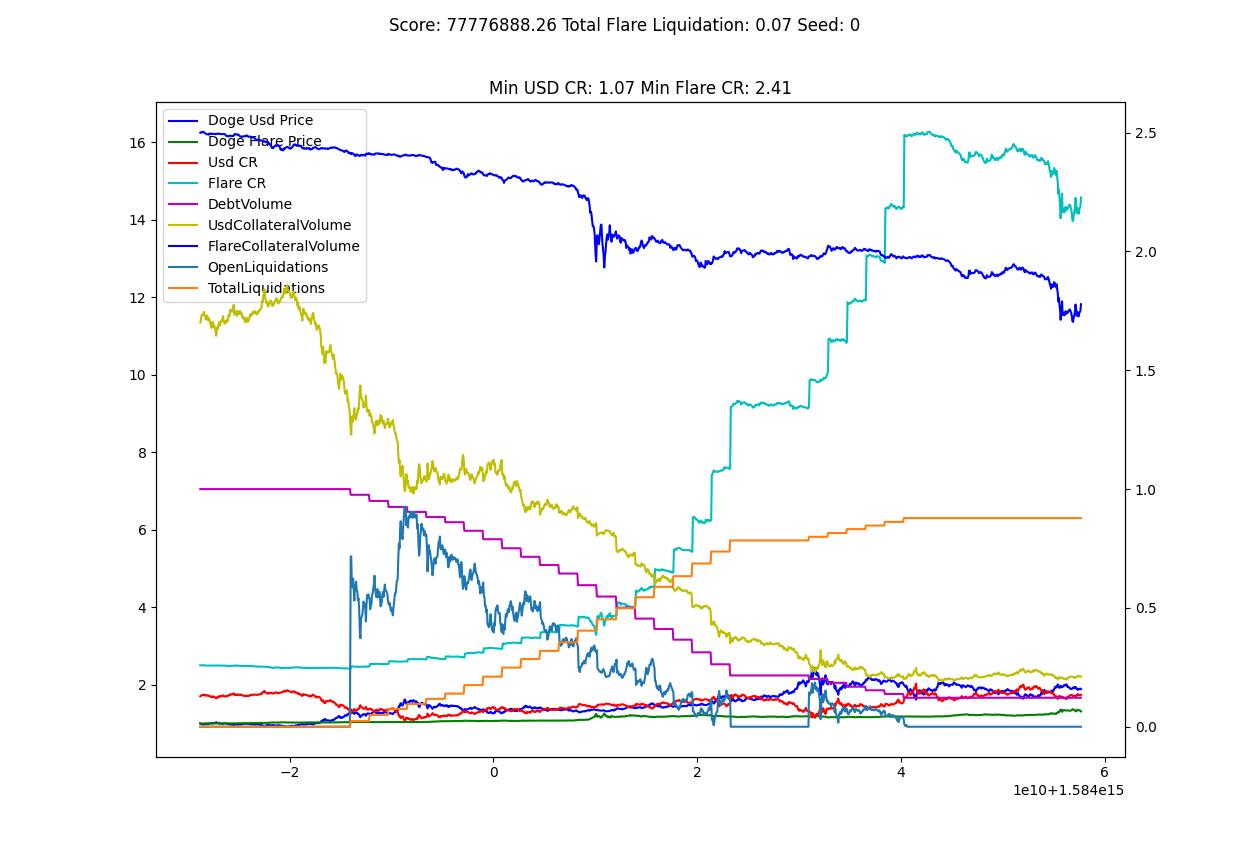 Score: 77776888.26 Total Flare Liquidation: 0.07 Seed: 0
Min USD CR: 1.07 Min Flare CR: 2.41
Doge Usd Price
Doge Flare Price
Usd CR
Flare CR
DebtVolume
UsdCollateralVolume
FlareCollateralVolume
OpenLiquidations
TotalLiquidations
16
14
12
10
8
6
4
2
2.5
2.0
1.5
1.0
0.5
0.0
−2
0
2
4
6
1e10+1.584e15